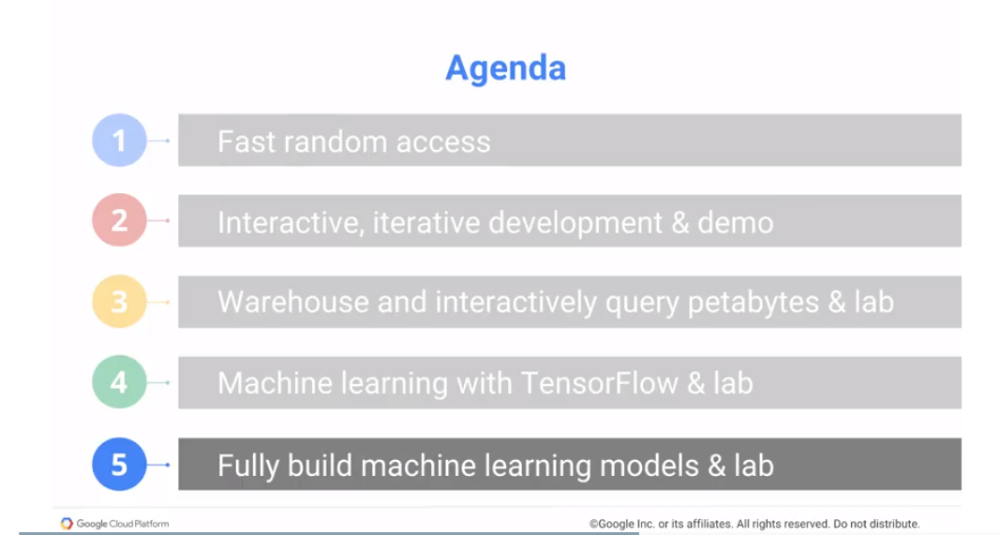 Agenda
1 Fast random access
2 Interactive, iterative development & demo
3 Warehouse and interactively query petabytes & lab
4 Machine learning with TensorFlow & lab
5 Fully build machine learning models & lab
Google Cloud Platform ©Google Inc. or its affiliates. All rights reserved. Do not distribute.